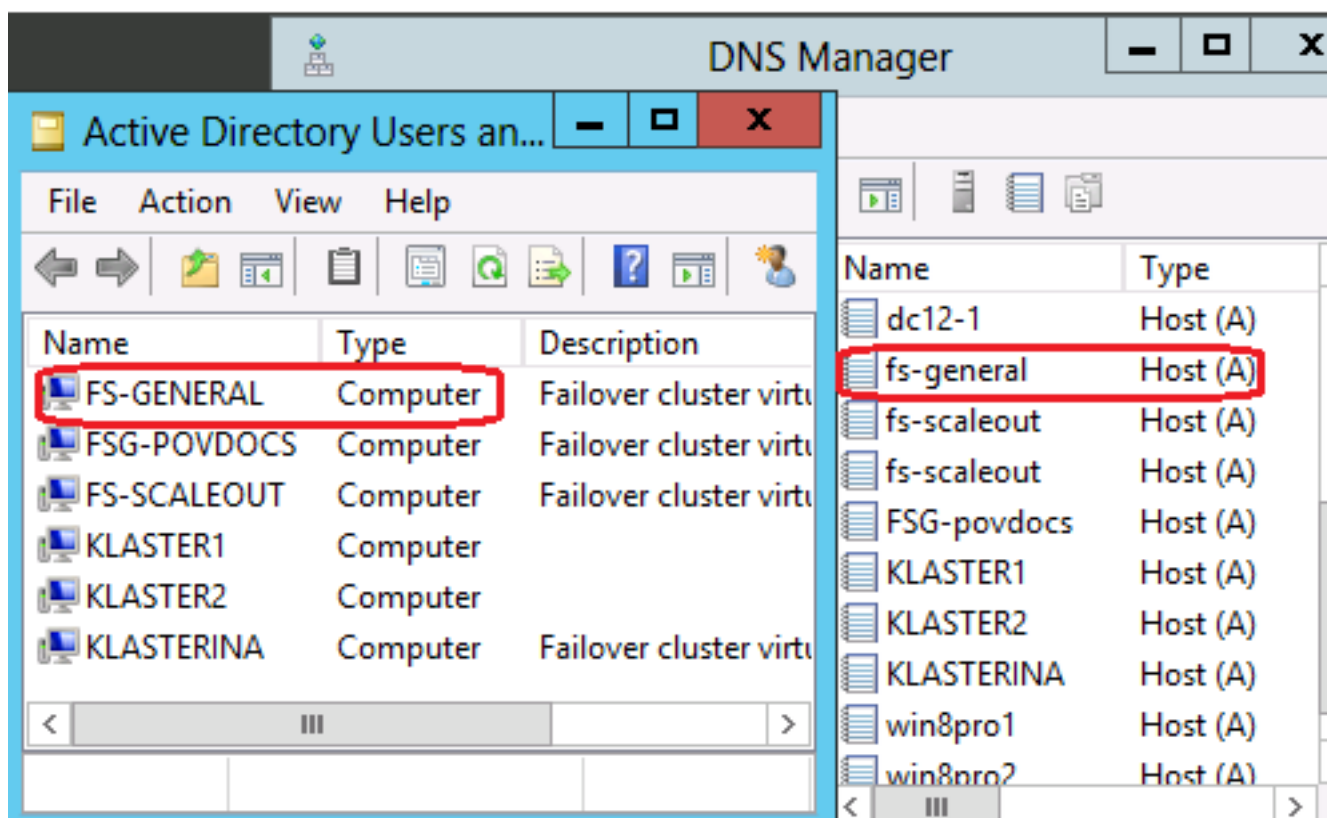 DNS Manager
Active Directory Users an...
File Action View Help
Name Type Description
FS-GENERAL Computer Failover cluster virtu
FSG-POVDOCS Computer Failover cluster virtu
FS-SCALEOUT Computer Failover cluster virtu
KLASTER1 Computer
KLASTER2 Computer
KLASTERINA Computer Failover cluster virtu
Name Type
dc12-1 Host (A)
fs-general Host (A)
fs-scaleout Host (A)
fs-scaleout Host (A)
FSG-povdocs Host (A)
KLASTER1 Host (A)
KLASTER2 Host (A)
KLASTERINA Host (A)
win8pro1 Host (A)
win8pro2 Host (A)